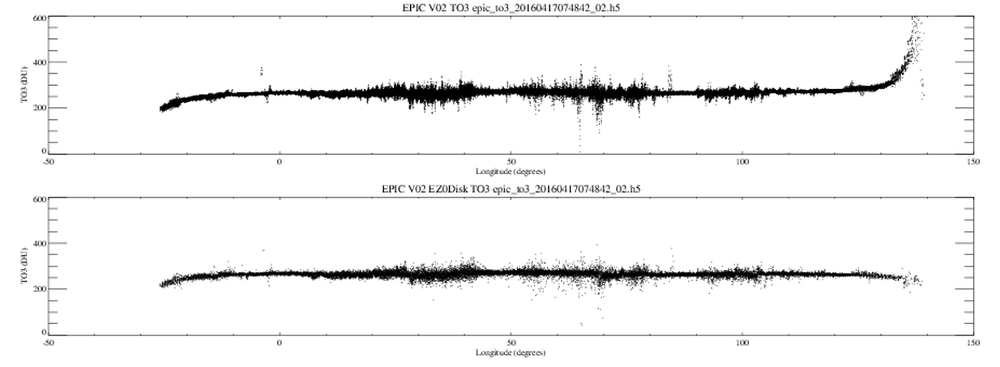 EPIC V02 TO3 epic_to3_20160417074842_02.h5
600
400
TO3 (DU)
200
0
-50 0 50 100 150
Longitude (degrees)
EPIC V02 EZ0Disk TO3 epic_to3_20160417074842_02.h5
600
400
TO3 (DU)
200
0
-50 0 50 100 150
Longitude (degrees)